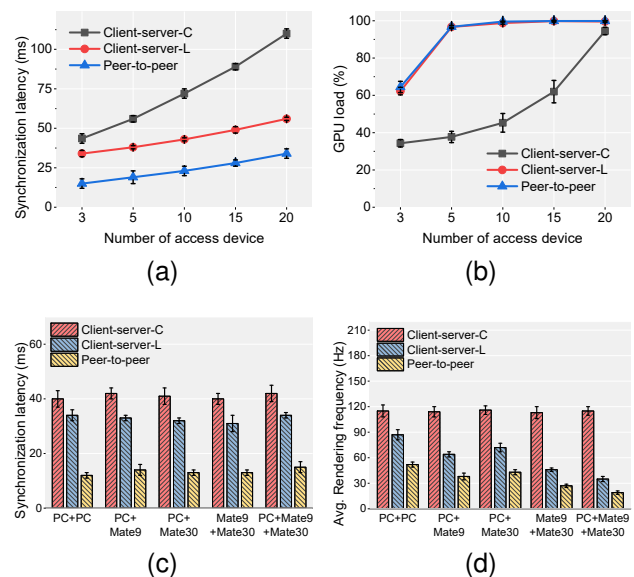 Synchronization latency (ms)
100
75
50
25
0
Client-server-C
Client-server-L
Peer-to-peer
3 5 10 15 20
Number of access device
(a)
GPU load (%)
100
80
60
40
20
0
Client-server-C
Client-server-L
Peer-to-peer
3 5 10 15 20
Number of access device
(b)
Synchronization latency (ms)
60
40
20
0
Client-server-C
Client-server-L
Peer-to-peer
PC+PC PC+ PC+ Mate9 PC+Mate9
Mate9 Mate30 +Mate30 +Mate30
(c)
Avg. Rendering frequency (Hz)
210
180
150
120
90
60
30
0
Client-server-C
Client-server-L
Peer-to-peer
PC+PC PC+ PC+ Mate9 PC+Mate9
Mate9 Mate30 +Mate30 +Mate30
(d)